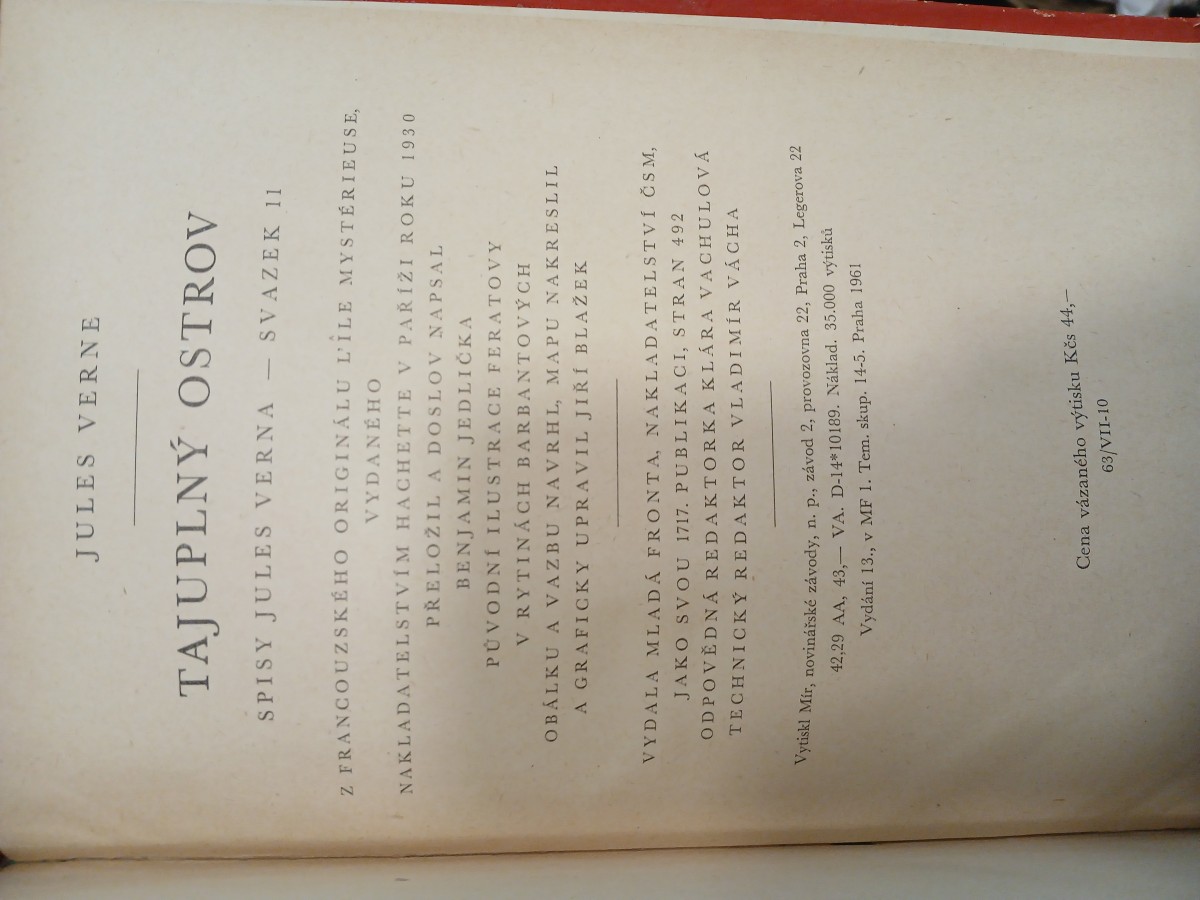 JULES VERNE
TAJUPLNÝ OSTROV
SPISY JULES VERNA — SVAZEK 11
Z FRANCOUZSKÉHO ORIGINÁLU L'ÎLE MYSTÉRIEUSE,
VYDANÉHO
NAKLADATELSTVÍM HACHETTE V PAŘÍŽI ROKU 1930
PŘELOŽIL A DOSLOV NAPSAL
BENJAMIN JEDLIČKA
PŮVODNÍ ILUSTRACE FERATOVY
V RYTINÁCH BARBANTOVÝCH
OBÁLKU A VAZBU NAVRHL, MAPU NAKRESLIL
A GRAFICKY UPRAVIL JIŘÍ BLAŽEK
VYDALA MLADÁ FRONTA, NAKLADATELSTVÍ ČSM,
JAKO SVOU 1717. PUBLIKACI, STRAN 492
ODPOVĚDNÁ REDAKTORKA KLÁRA VACHULOVÁ
TECHNICKÝ REDAKTOR VLADIMÍR VÁCHA
Vytiskl Mír, novinářské závody, n. p., závod 2, provozovna 22, Praha 2, Legerova 22
42,29 AA, 43,— VA. D-14*10189. Náklad. 35.000 výtisků
Vydání 13., v MF 1. Tem. skup. 14-5. Praha 1961
Cena vázaného výtisku Kčs 44,—
63/VII-10